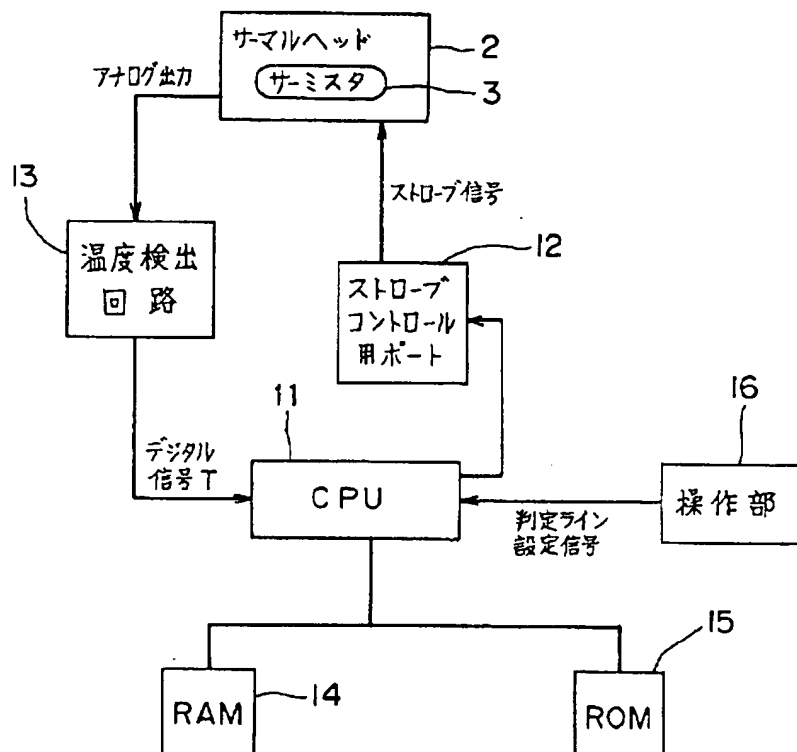 サーマルヘッド
2
サーミスタ
3
アナログ出力
13
ストローブ信号
温度検出
回路
12
ストローブ
コントロール
用ポート
11
16
デジタル
信号T
CPU
操作部
判定ライン
設定信号
15
RAM
14
ROM